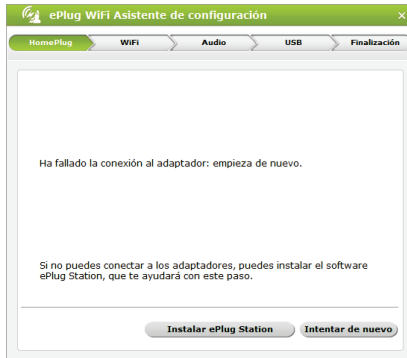 ePlug WiFi Asistente de configuración
HomePlug WiFi Audio USB Finalización
Ha fallado la conexión al adaptador: empieza de nuevo.
Si no puedes conectar a los adaptadores, puedes instalar el software
ePlug Station, que te ayudará con este paso.
Instalar ePlug Station Intentar de nuevo